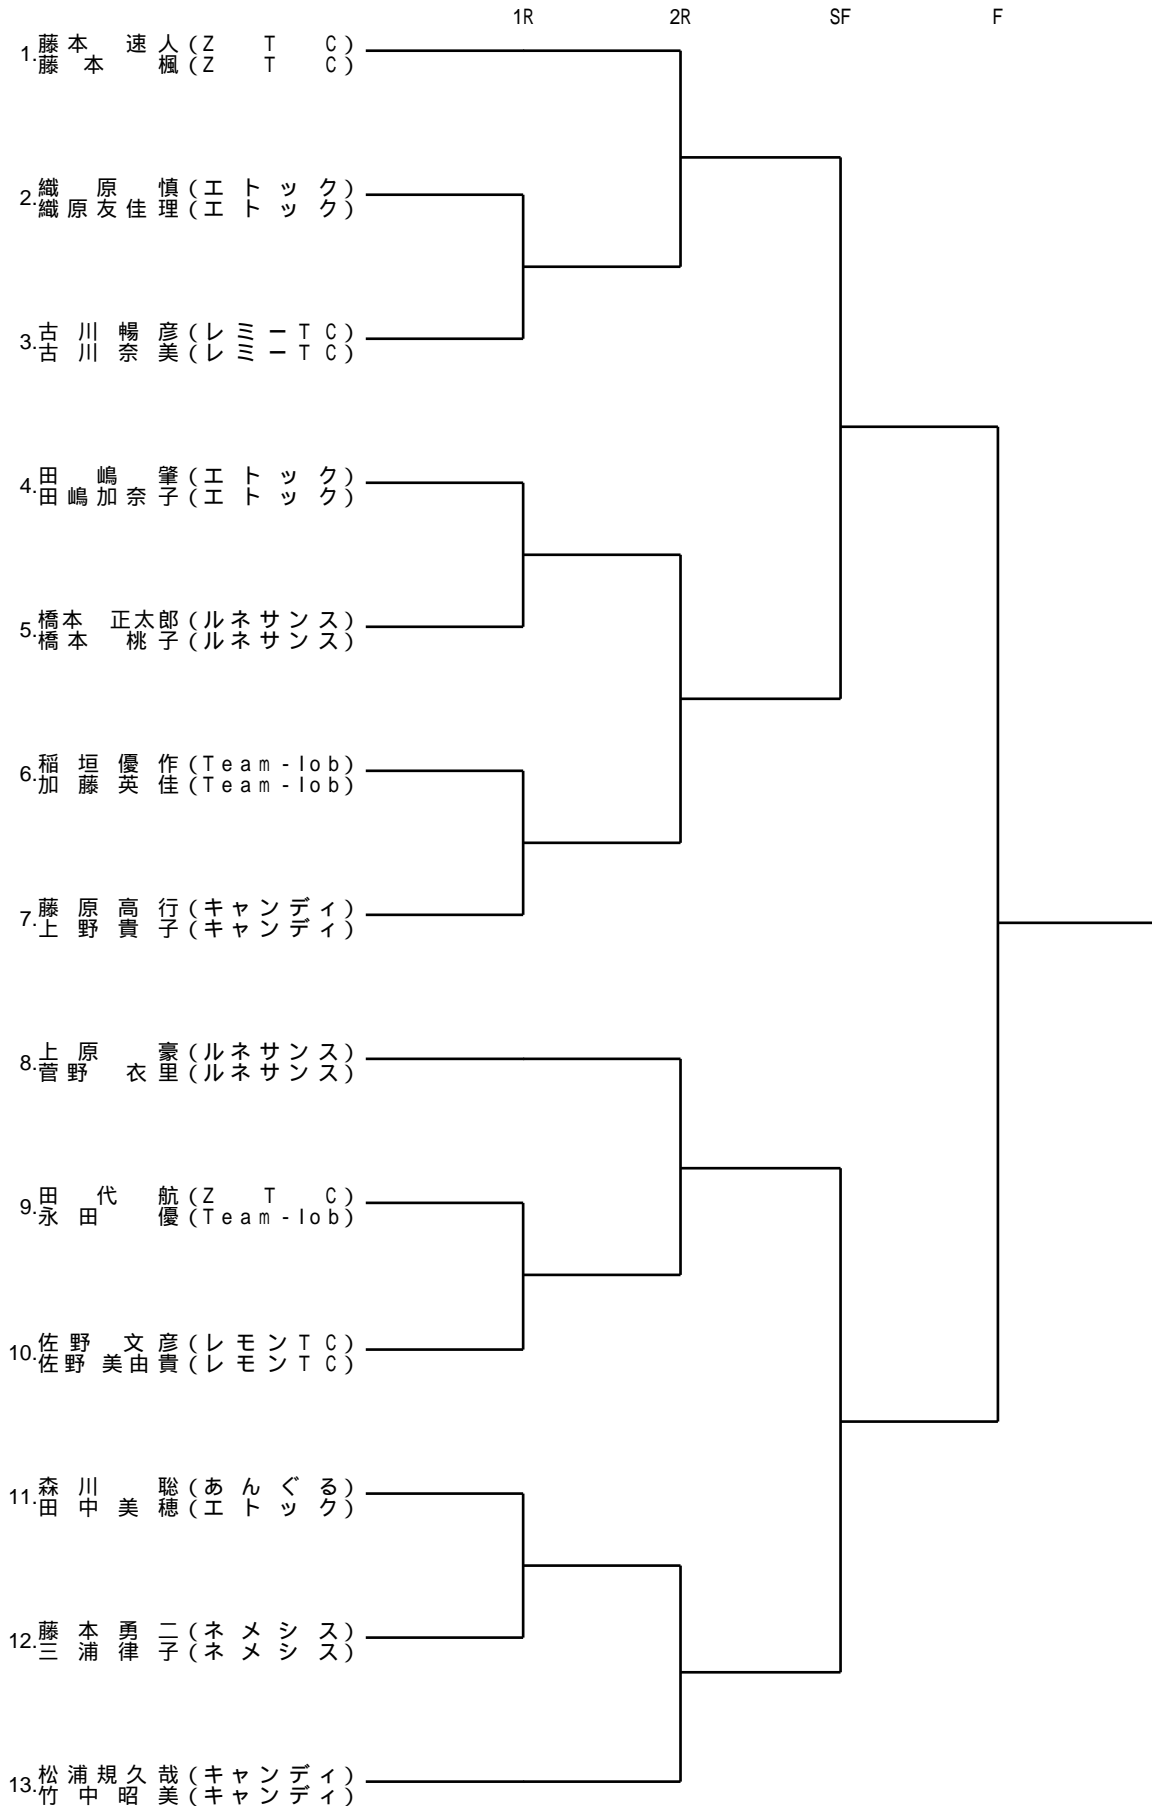 1R 2R SF F
1. 藤本 速人(Z T C)
藤本 楓(Z T C)
2. 織原 慎(エトック)
織原友佳理(エトック)
3. 古川暢彦(レミーTC)
古川奈美(レミーTC)
4. 田嶋 肇(エトック)
田嶋加奈子(エトック)
5. 橋本 正太郎(ルネサンス)
橋本 桃子(ルネサンス)
6. 稲垣優作(Team-lob)
加藤英佳(Team-lob)
7. 藤原高行(キャンディ)
上野貴子(キャンディ)
8. 上原 豪(ルネサンス)
菅野 衣里(ルネサンス)
9. 田代 航(Z T C)
永田 優(Team-lob)
10. 佐野 文彦(レモンTC)
佐野 美由貴(レモンTC)
11. 森川 聡(あんぐる)
田中美穂(エトック)
12. 藤本勇二(ネメシス)
三浦律子(ネメシス)
13. 松浦規久哉(キャンディ)
竹中昭美(キャンディ)